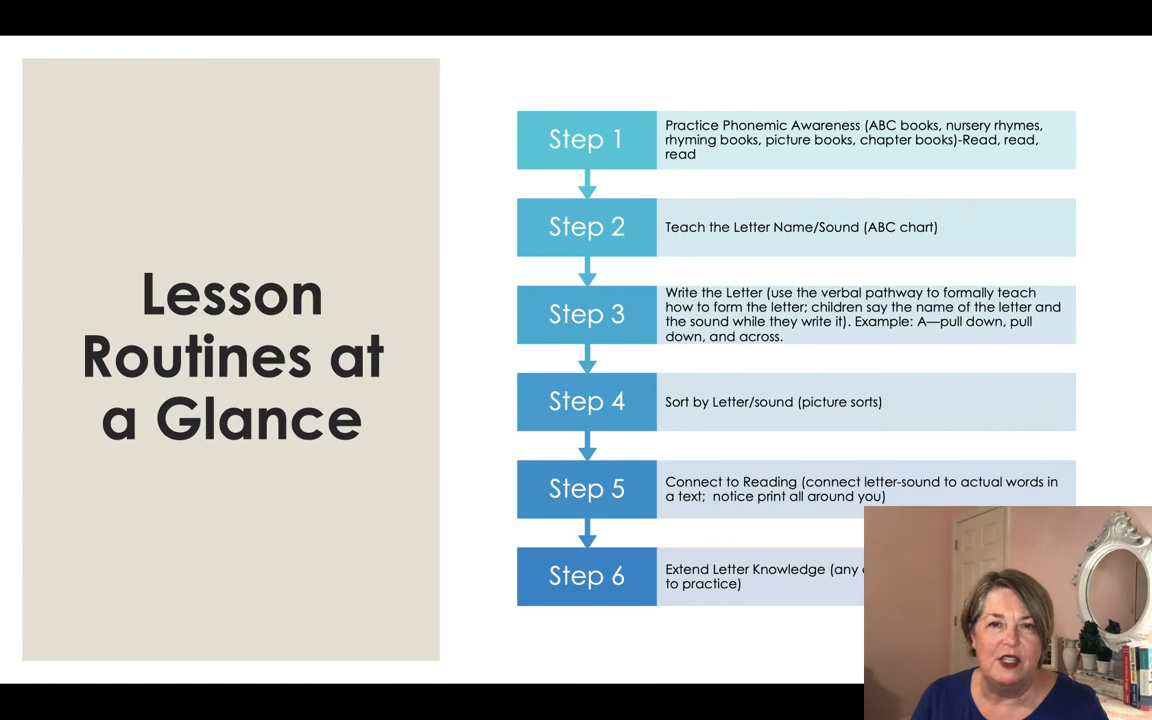 Lesson
Routines at
a Glance
Step 1
Practice Phonemic Awareness (ABC books, nursery rhymes,
rhyming books, picture books, chapter books)-Read, read,
read
Step 2
Teach the Letter Name/Sound (ABC chart)
Step 3
Write the Letter (use the verbal pathway to formally teach
how to form the letter; children say the name of the letter and
the sound while they write it). Example: A—pull down, pull
down, and across.
Step 4
Sort by Letter/sound (picture sorts)
Step 5
Connect to Reading (connect letter-sound to actual words in
a text;  notice print all around you)
Step 6
Extend Letter Knowledge (any
to practice)